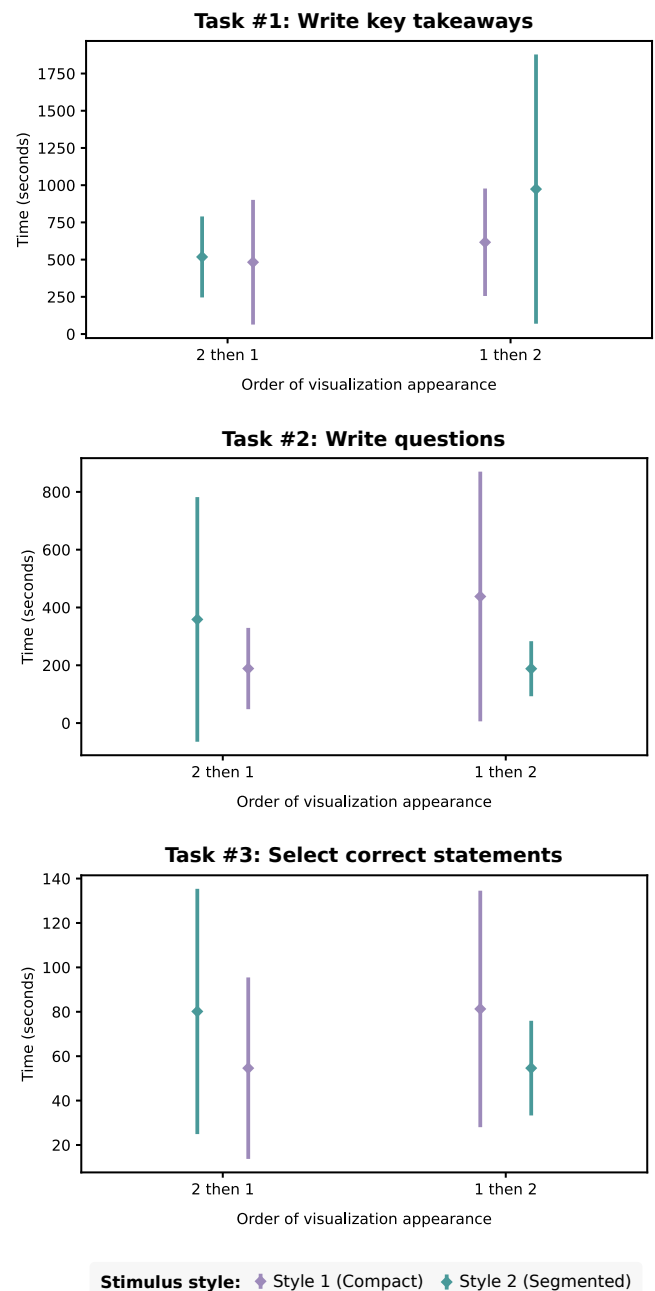 Task #1: Write key takeaways
1750
1500
1250
1000
750
500
250
0
Time (seconds)
2 then 1
1 then 2
Order of visualization appearance
Task #2: Write questions
800
600
400
200
0
Time (seconds)
2 then 1
1 then 2
Order of visualization appearance
Task #3: Select correct statements
140
120
100
80
60
40
20
Time (seconds)
2 then 1
1 then 2
Order of visualization appearance
Stimulus style: Style 1 (Compact) Style 2 (Segmented)